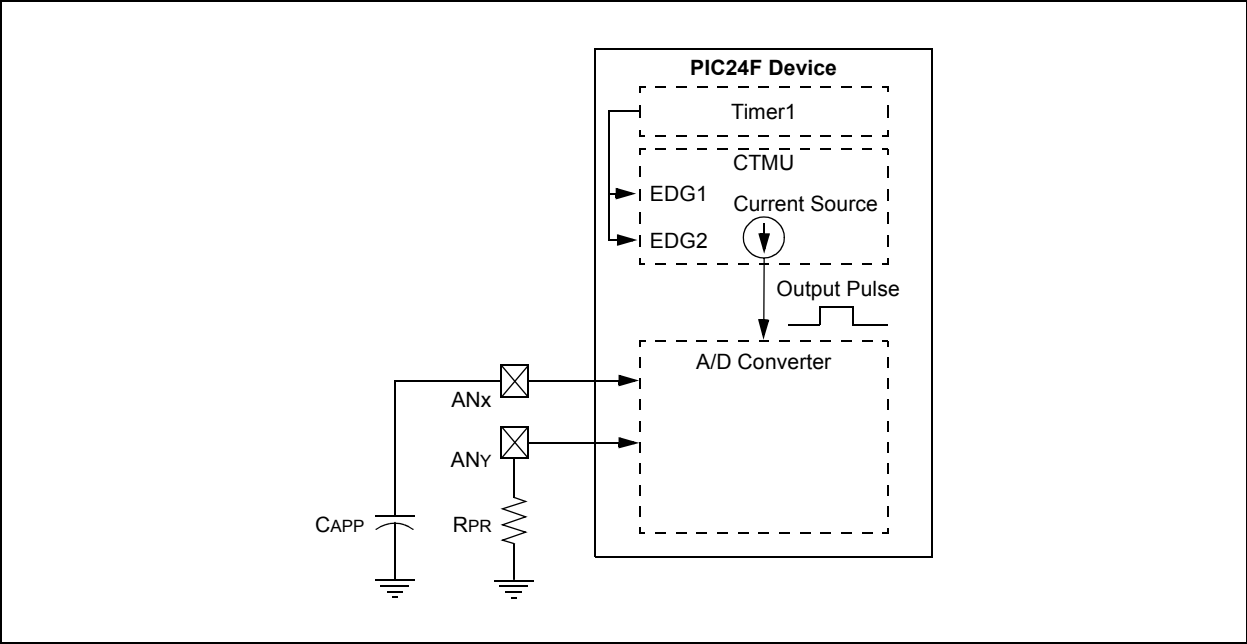 PIC24F Device
Timer1
CTMU
EDG1
Current Source
EDG2
Output Pulse
A/D Converter
ANx
ANY
CAPP
RPR